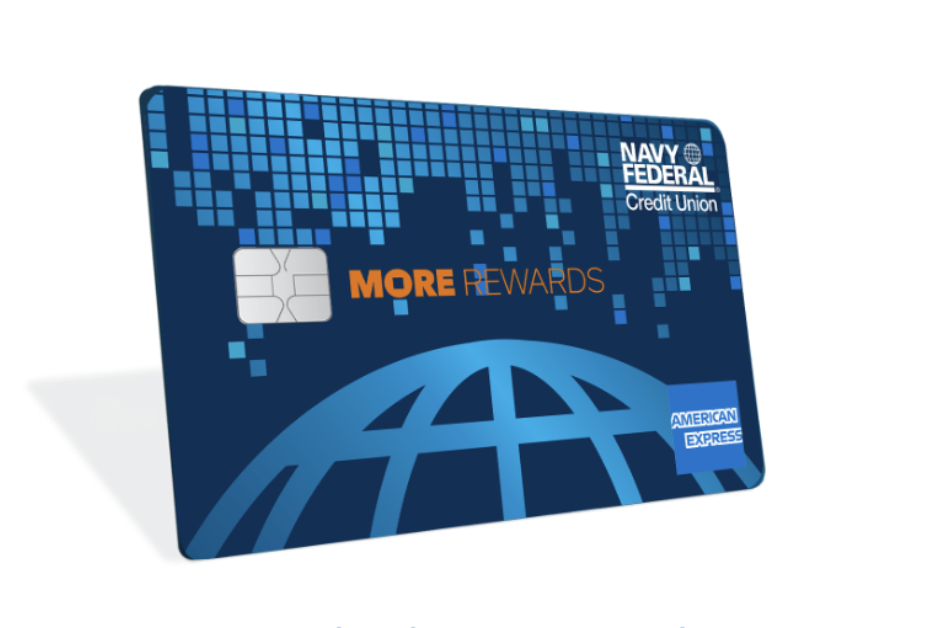 NAVY
FEDERAL
Credit Union
MORE REWARDS
AMERICAN
EXPRESS